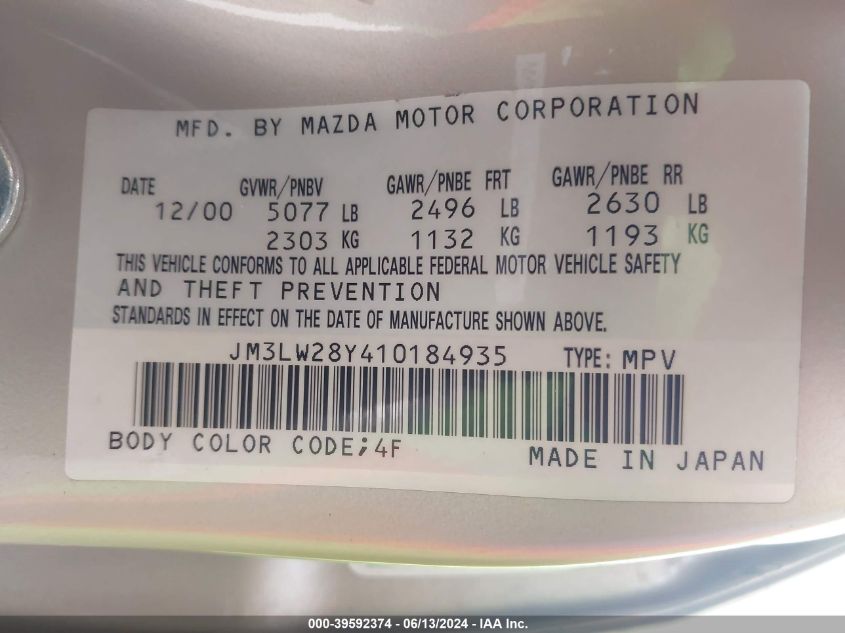 MFD. BY MAZDA MOTOR CORPORATION
DATE GVWR/PNBV GAWR/PNBE FRT GAWR/PNBE RR
12/00 5077 LB 2496 LB 2630 LB
2303 KG 1132 KG 1193 KG
THIS VEHICLE CONFORMS TO ALL APPLICABLE FEDERAL MOTOR VEHICLE SAFETY
AND THEFT PREVENTION
STANDARDS IN EFFECT ON THE DATE OF MANUFACTURE SHOWN ABOVE.
JM3LW28Y410184935 TYPE: MPV
BODY COLOR CODE;4F MADE IN JAPAN
000-39592374 - 06/13/2024 - IAA Inc.